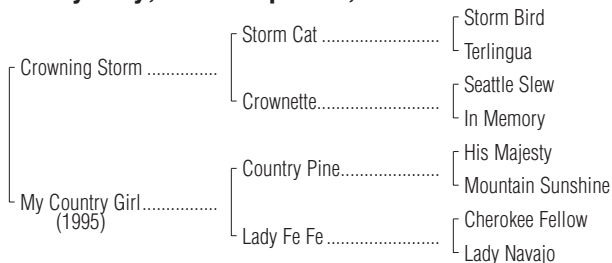 Storm Bird
Storm Cat ......................
Terlingua
Crowning Storm ...............
Seattle Slew
Crownette.......................
In Memory
His Majesty
Country Pine..................
Mountain Sunshine
My Country Girl................
(1995)
Cherokee Fellow
Lady Fe Fe .....................
Lady Navajo